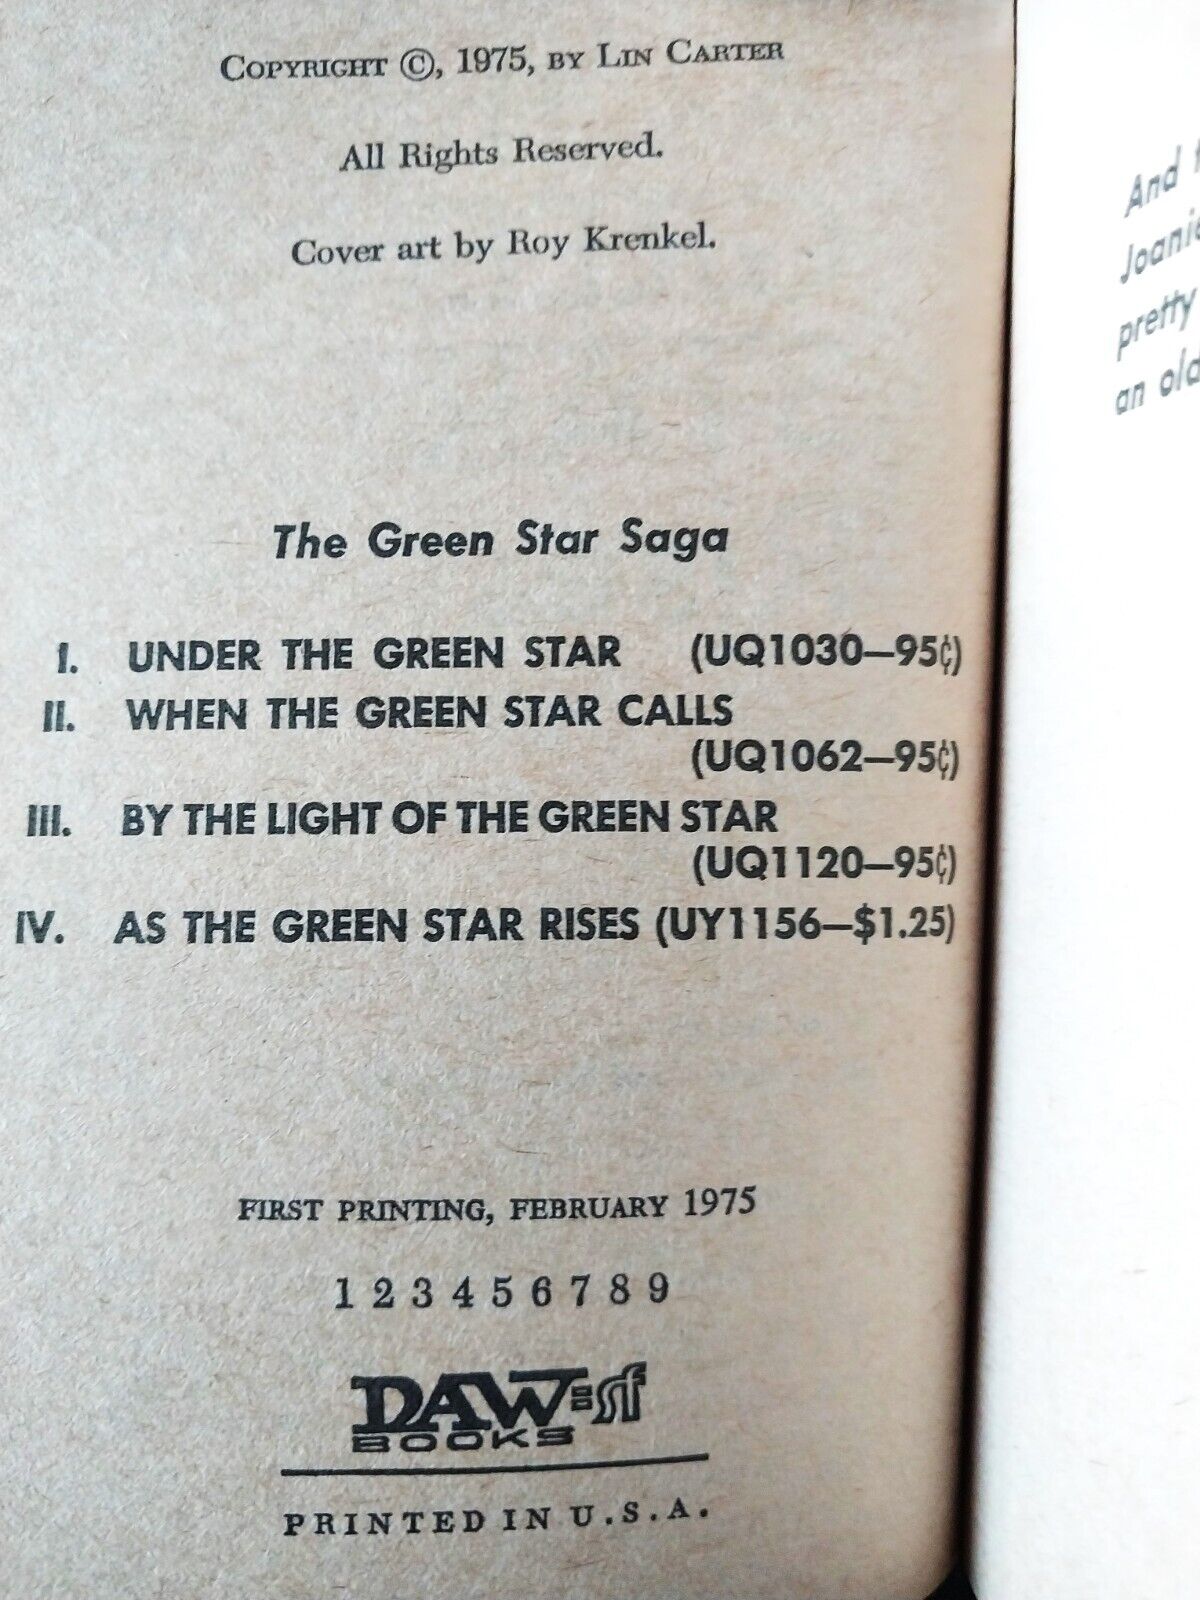 COPYRIGHT ©, 1975, BY LIN CARTER
All Rights Reserved.
Cover art by Roy Krenkel.
The Green Star Saga
I. UNDER THE GREEN STAR (UQ1030—95¢)
II. WHEN THE GREEN STAR CALLS
(UQ1062—95¢)
III. BY THE LIGHT OF THE GREEN STAR
(UQ1120—95¢)
IV. AS THE GREEN STAR RISES (UY1156—$1.25)
FIRST PRINTING, FEBRUARY 1975
1 2 3 4 5 6 7 8 9
DAW=sf
BOOKS
PRINTED IN U.S.A.
And
pretty
an